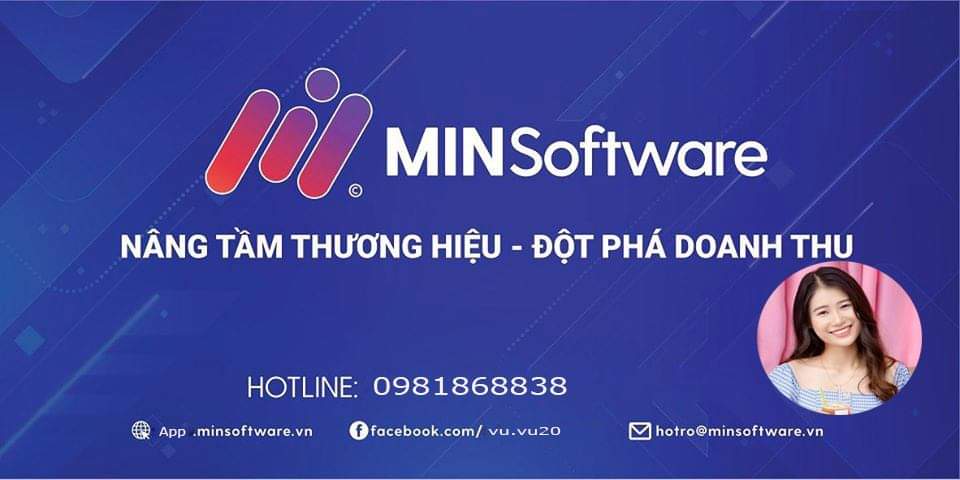 MINSoftware
©
NÂNG TẦM THƯƠNG HIỆU - ĐỘT PHÁ DOANH THU
HOTLINE: 0981868838
App .minsoftware.vn facebook.com/ vu.vu20 hotro@minsoftware.vn